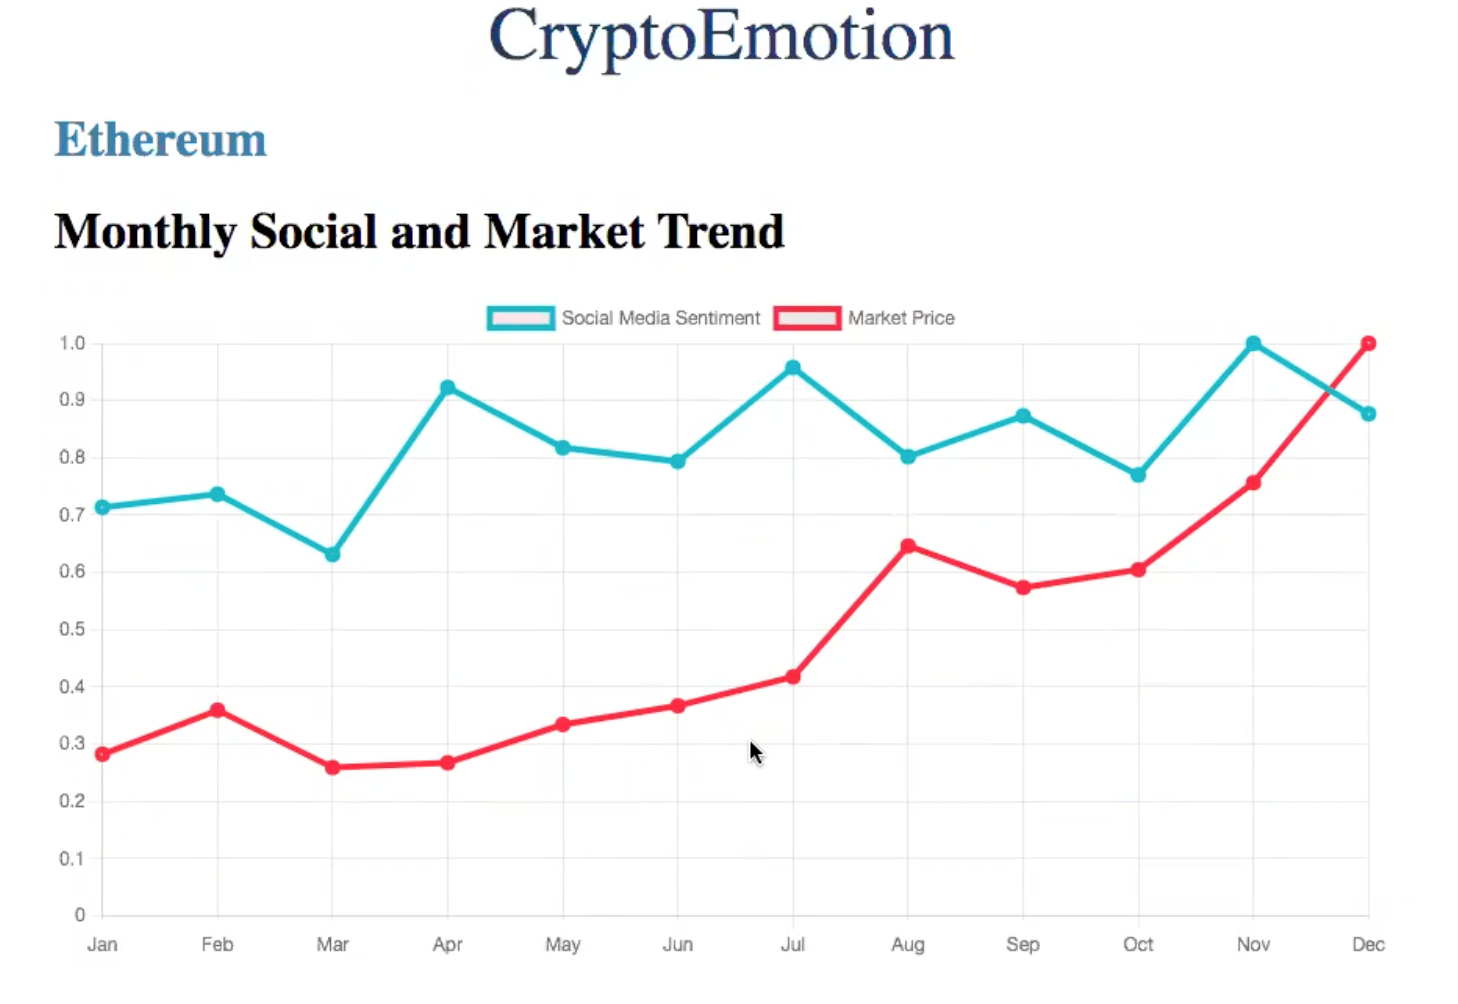 CryptoEmotion
Ethereum
Monthly Social and Market Trend
Social Media Sentiment Market Price
1.0
0.9
0.8
0.7
0.6
0.5
0.4
0.3
0.2
0.1
0
Jan Feb Mar Apr May Jun Jul Aug Sep Oct Nov Dec